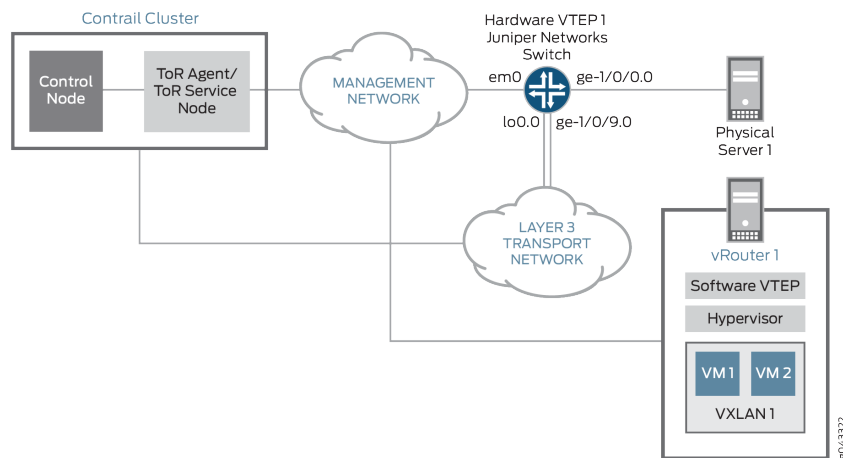 Contrail Cluster
Control
Node
ToR Agent/
ToR Service
Node
MANAGEMENT
NETWORK
Hardware VTEP 1
Juniper Networks
Switch
em0
ge-1/0/0.0
lo0.0
ge-1/0/9.0
Physical
Server 1
LAYER 3
TRANSPORT
NETWORK
vRouter 1
Software VTEP
Hypervisor
VM 1
VM 2
VXLAN 1
g043322